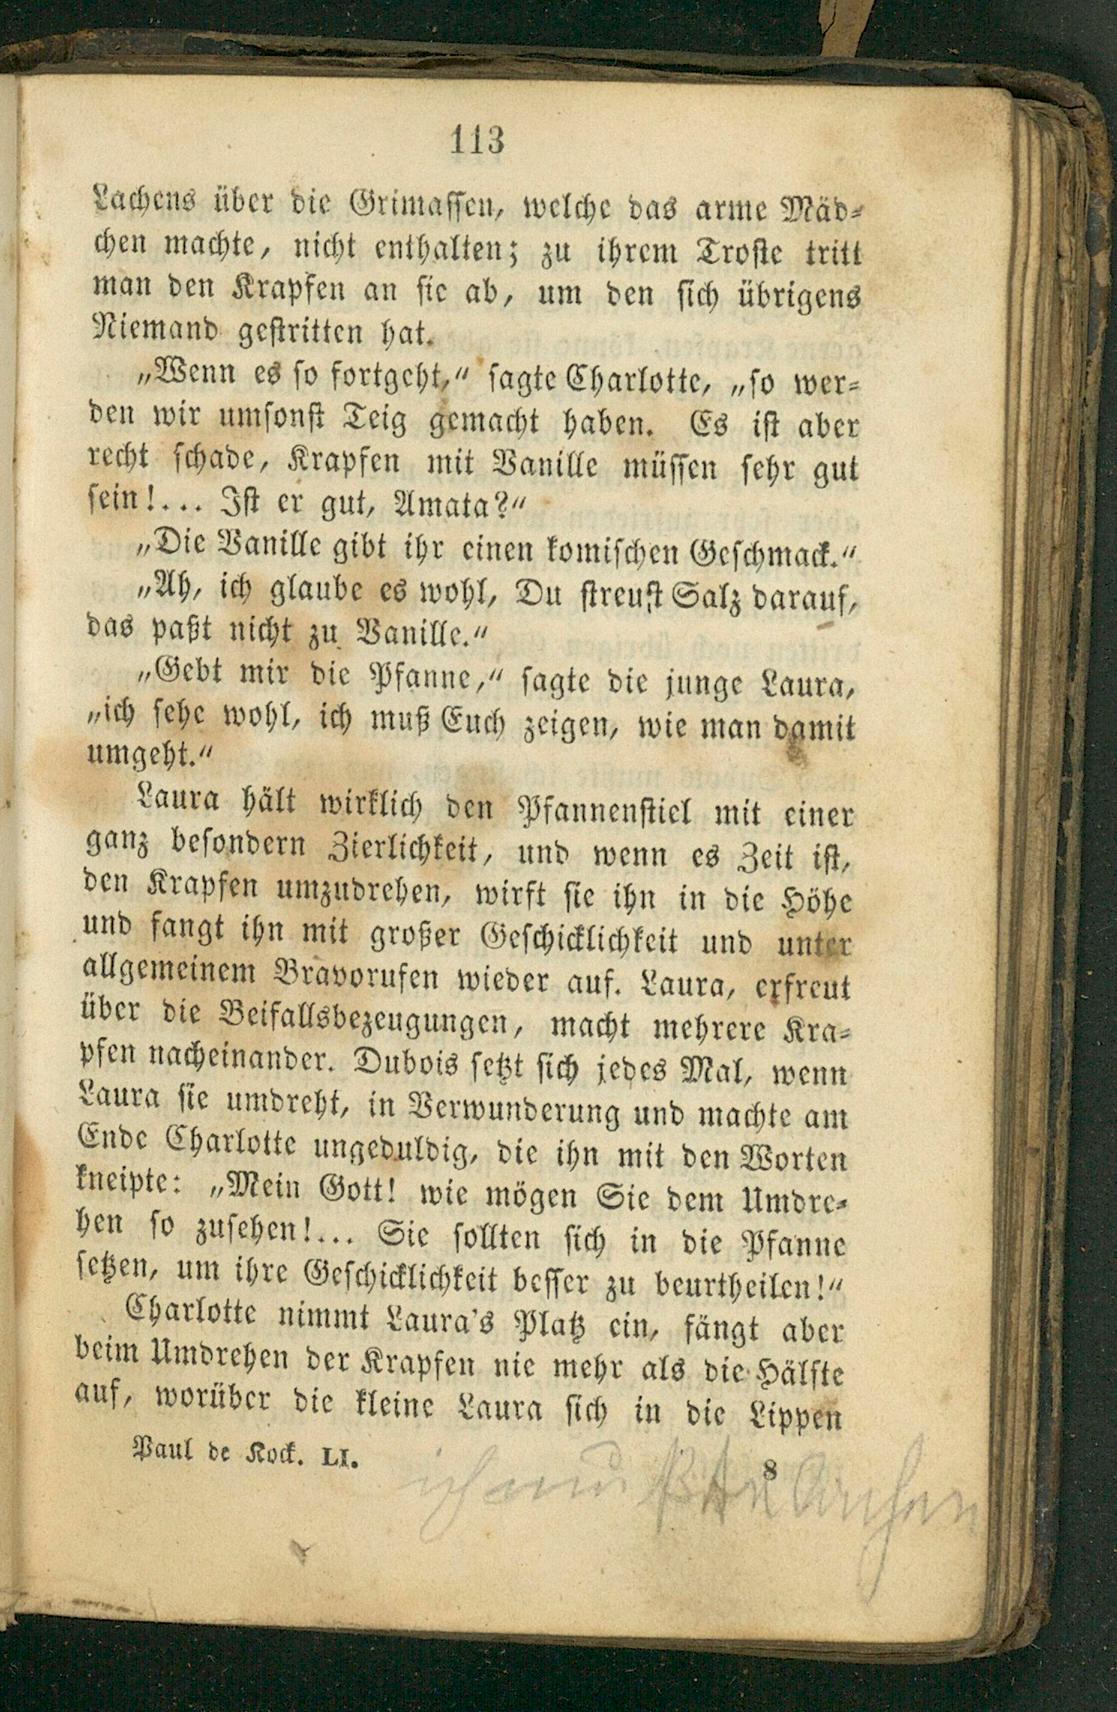 113
Lachens über die Grimassen, welche das arme Mäd-
chen machte, nicht enthalten; zu ihrem Troste tritt
man den Krapfen an sie ab, um den sich übrigens
Niemand gestritten hat.
„Wenn es so fortgeht,“ sagte Charlotte, „so wer-
den wir umsonst Teig gemacht haben. Es ist aber
recht schade, Krapfen mit Vanille müssen sehr gut
sein!... Ist er gut, Amata?“
„Die Vanille gibt ihr einen komischen Geschmack.“
„Ah, ich glaube es wohl, Du streust Salz darauf,
das paßt nicht zu Vanille.“
„Gebt mir die Pfanne,“ sagte die junge Laura,
„ich sehe wohl, ich muß Euch zeigen, wie man damit
umgeht.“
Laura hält wirklich den Pfannenstiel mit einer
ganz besondern Zierlichkeit, und wenn es Zeit ist,
den Krapfen umzudrehen, wirft sie ihn in die Höhe
und fangt ihn mit großer Geschicklichkeit und unter
allgemeinem Bravorufen wieder auf. Laura, erfreut
über die Beifallsbezeugungen, macht mehrere Kra-
pfen nacheinander. Dubois setzt sich jedes Mal, wenn
Laura sie umdreht, in Verwunderung und machte am
Ende Charlotte ungeduldig, die ihn mit den Worten
kneipte: „Mein Gott! wie mögen Sie dem Umdre-
hen so zusehen!... Sie sollten sich in die Pfanne
setzen, um ihre Geschicklichkeit besser zu beurtheilen!“
Charlotte nimmt Laura's Platz ein, fängt aber
beim Umdrehen der Krapfen nie mehr als die Hälfte
auf, worüber die kleine Laura sich in die Lippen
Paul de Kock. LI.
8
ich